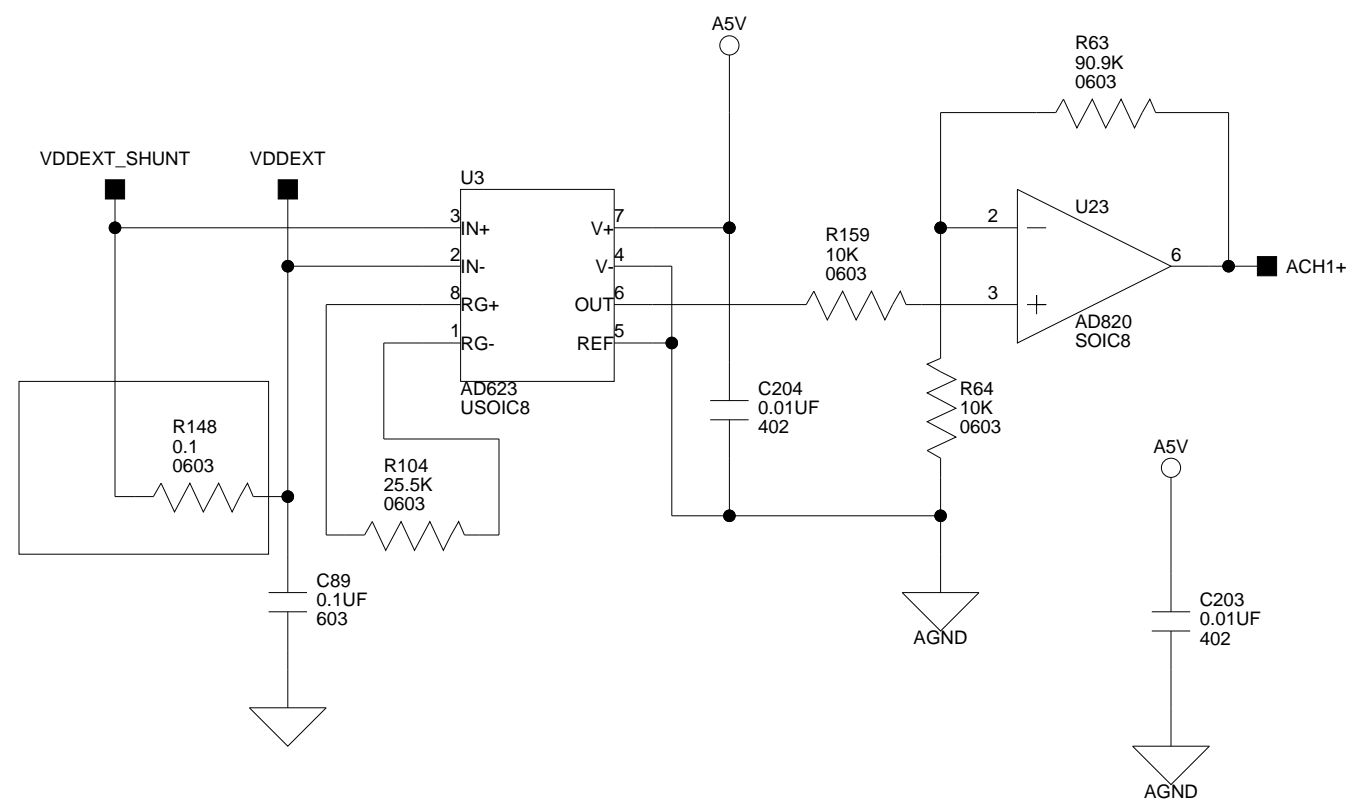 A5V
R63
90.9K
0603
VDDEXT_SHUNT
VDDEXT
U3
3
IN+
2
IN-
8
RG+
1
RG-
7
V+
4
V-
6
OUT
5
REF
AD623
USOIC8
R159
10K
0603
U23
2
−
3
+
6
ACH1+
AD820
SOIC8
C204
0.01UF
402
R64
10K
0603
R148
0.1
0603
R104
25.5K
0603
A5V
C89
0.1UF
603
AGND
C203
0.01UF
402
AGND